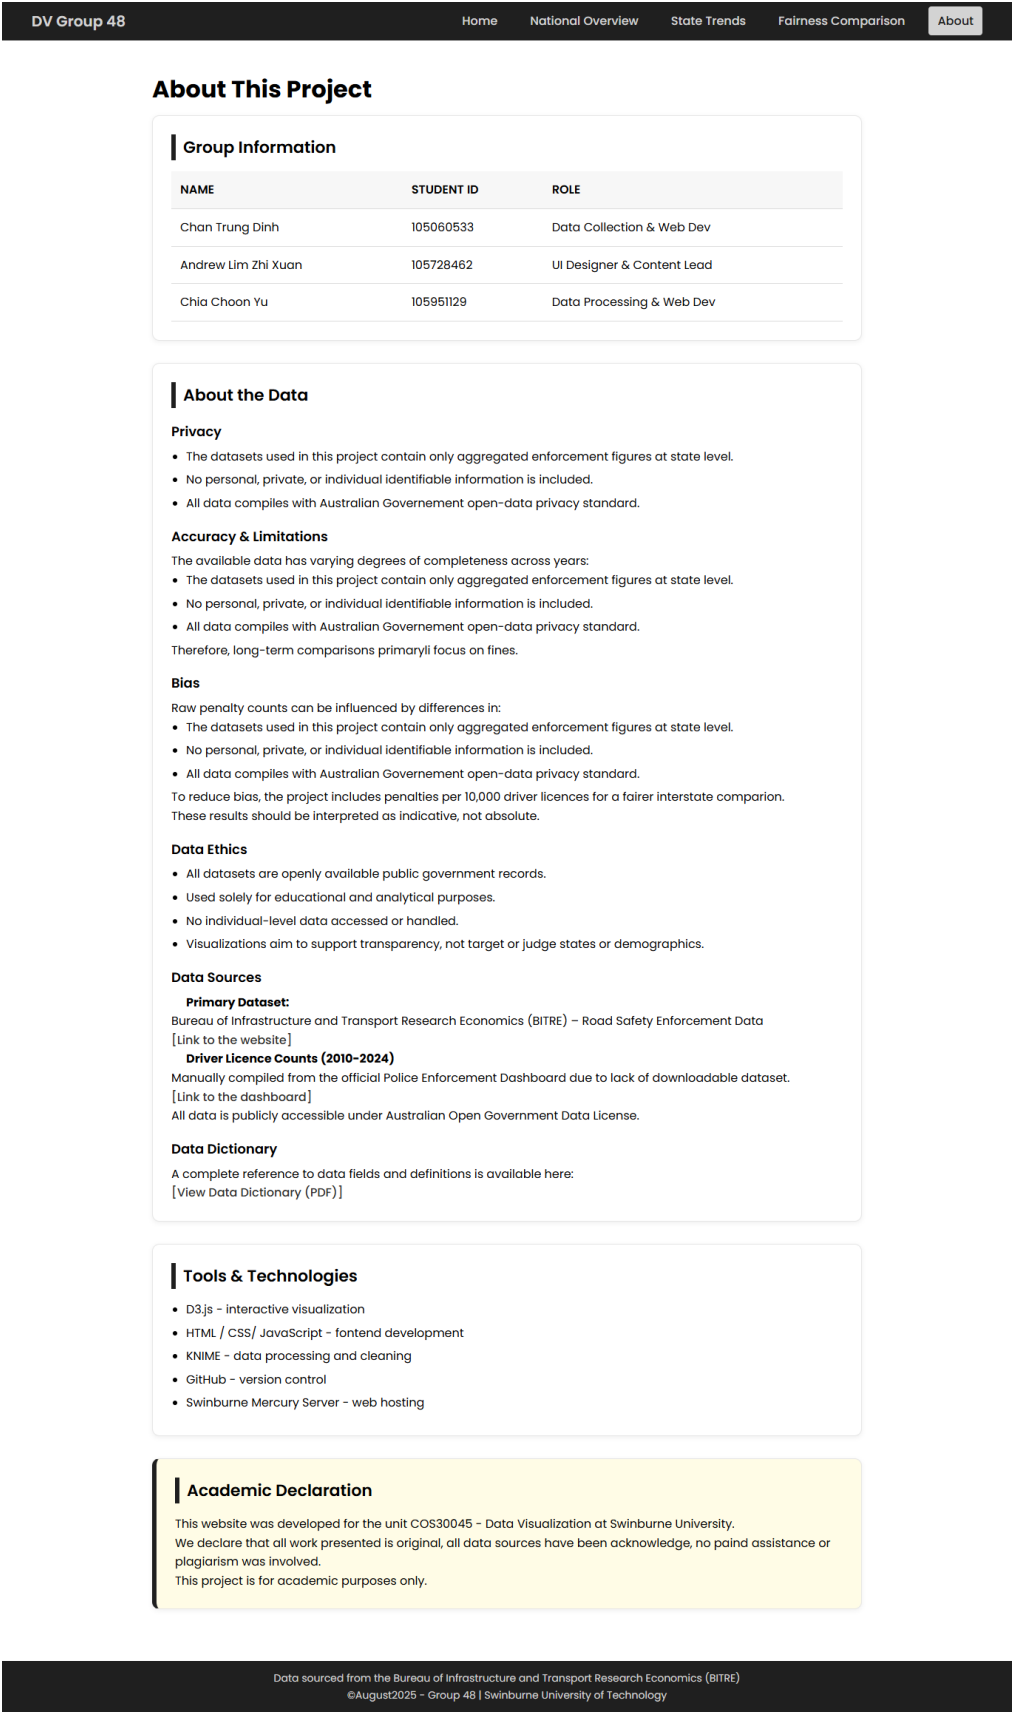 DV Group 48
Home National Overview State Trends Fairness Comparison About
About This Project
Group Information
NAME STUDENT ID ROLE
Chan Trung Dinh 105060533 Data Collection & Web Dev
Andrew Lim Zhi Xuan 105728462 UI Designer & Content Lead
Chia Choon Yu 105951129 Data Processing & Web Dev
About the Data
Privacy
• The datasets used in this project contain only aggregated enforcement figures at state level.
• No personal, private, or individual identifiable information is included.
• All data compiles with Australian Governement open-data privacy standard.
Accuracy & Limitations
The available data has varying degrees of completeness across years:
• The datasets used in this project contain only aggregated enforcement figures at state level.
• No personal, private, or individual identifiable information is included.
• All data compiles with Australian Governement open-data privacy standard.
Therefore, long-term comparisons primaryli focus on fines.
Bias
Raw penalty counts can be influenced by differences in:
• The datasets used in this project contain only aggregated enforcement figures at state level.
• No personal, private, or individual identifiable information is included.
• All data compiles with Australian Governement open-data privacy standard.
To reduce bias, the project includes penalties per 10,000 driver licences for a fairer interstate comparion.
These results should be interpreted as indicative, not absolute.
Data Ethics
• All datasets are openly available public government records.
• Used solely for educational and analytical purposes.
• No individual-level data accessed or handled.
• Visualizations aim to support transparency, not target or judge states or demographics.
Data Sources
Primary Dataset:
Bureau of Infrastructure and Transport Research Economics (BITRE) – Road Safety Enforcement Data
[Link to the website]
Driver Licence Counts (2010-2024)
Manually compiled from the official Police Enforcement Dashboard due to lack of downloadable dataset.
[Link to the dashboard]
All data is publicly accessible under Australian Open Government Data License.
Data Dictionary
A complete reference to data fields and definitions is available here:
[View Data Dictionary (PDF)]
Tools & Technologies
• D3.js - interactive visualization
• HTML / CSS/ JavaScript - fontend development
• KNIME - data processing and cleaning
• GitHub - version control
• Swinburne Mercury Server - web hosting
Academic Declaration
This website was developed for the unit COS30045 - Data Visualization at Swinburne University.
We declare that all work presented is original, all data sources have been acknowledge, no paind assistance or
plagiarism was involved.
This project is for academic purposes only.
Data sourced from the Bureau of Infrastructure and Transport Research Economics (BITRE)
©August2025 - Group 48 | Swinburne University of Technology